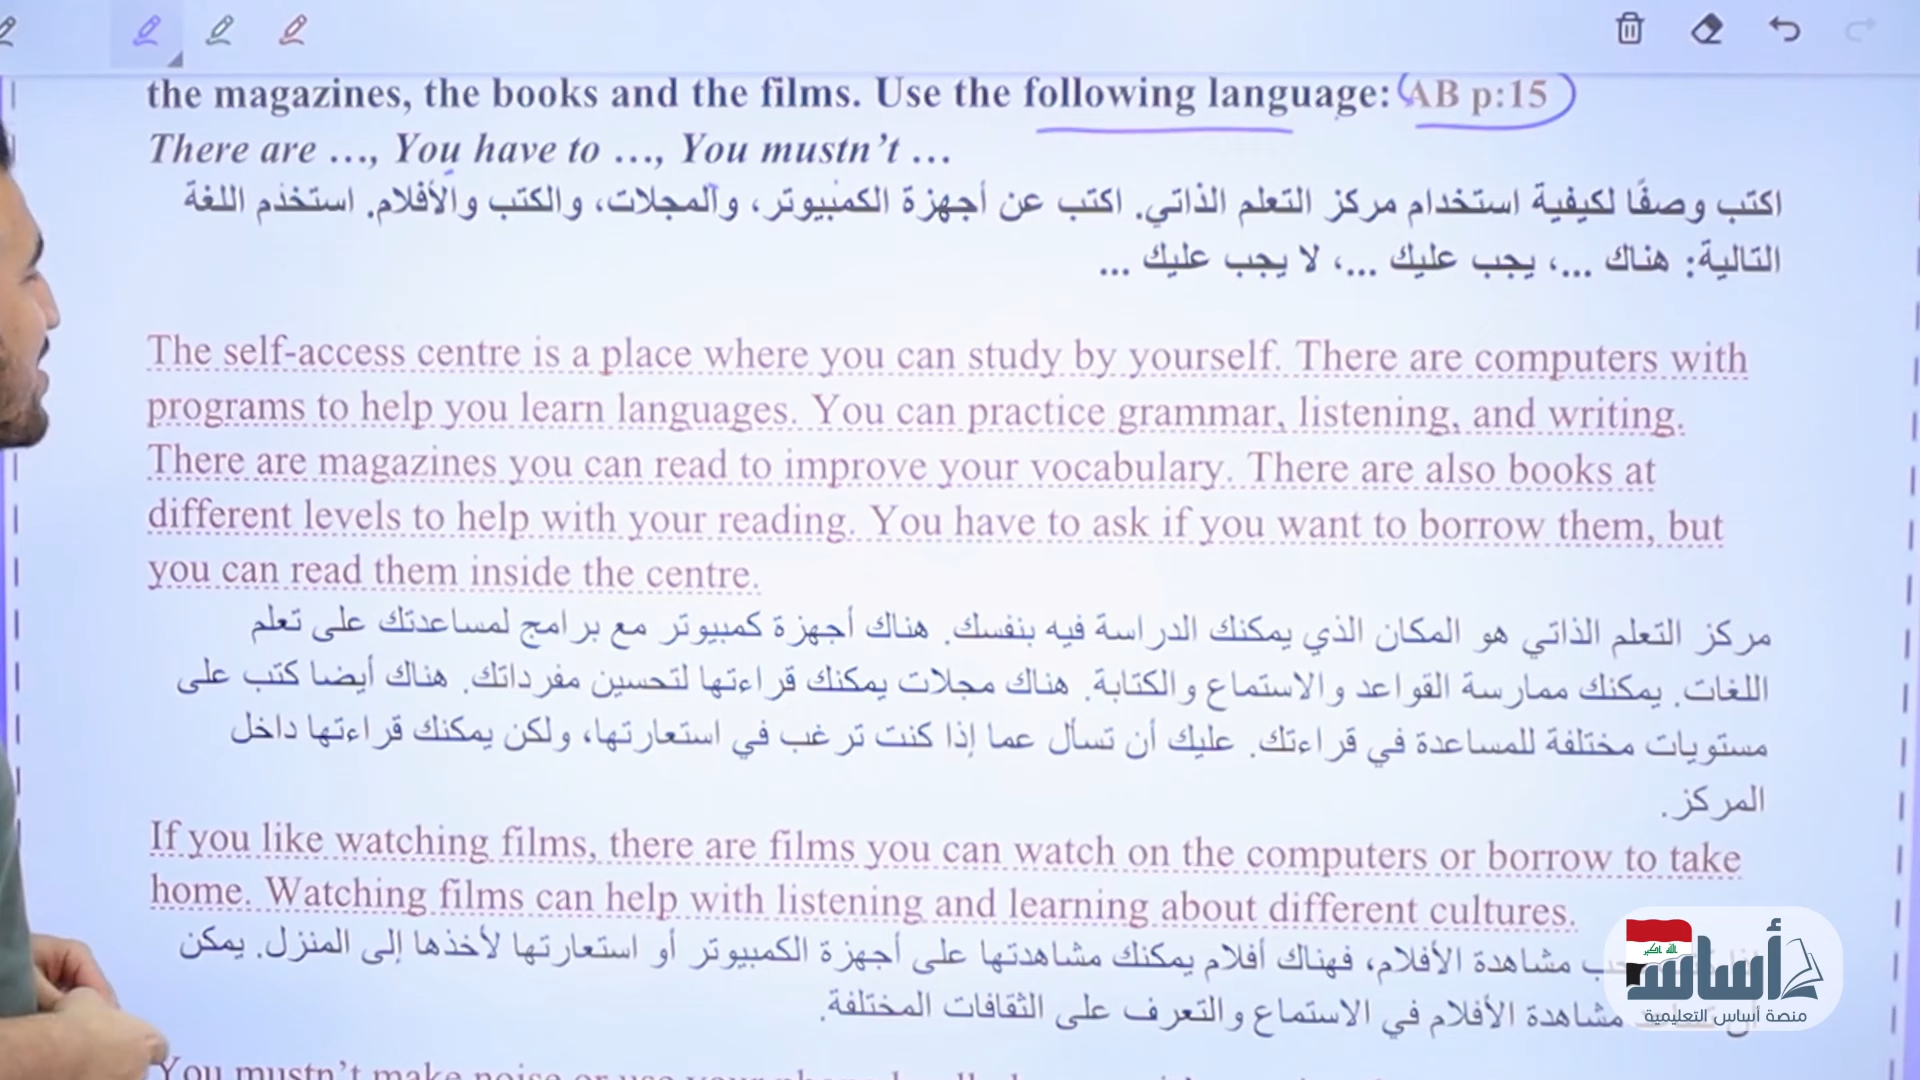 the magazines, the books and the films. Use the following language: AB p:15
There are …, You have to …, You mustn't …
اكتب وصفًا لكيفية استخدام مركز التعلم الذاتي. اكتب عن أجهزة الكمبيوتر، والمجلات، والكتب والأفلام. استخدم اللغة
التالية: هناك ...، يجب عليك ...، لا يجب عليك ...
The self-access centre is a place where you can study by yourself. There are computers with
programs to help you learn languages. You can practice grammar, listening, and writing.
There are magazines you can read to improve your vocabulary. There are also books at
different levels to help with your reading. You have to ask if you want to borrow them, but
you can read them inside the centre.
مركز التعلم الذاتي هو المكان الذي يمكنك الدراسة فيه بنفسك. هناك أجهزة كمبيوتر مع برامج لمساعدتك على تعلم
اللغات. يمكنك ممارسة القواعد والاستماع والكتابة. هناك مجلات يمكنك قراءتها لتحسين مفرداتك. هناك أيضا كتب على
مستويات مختلفة للمساعدة في قراءتك. عليك أن تسأل عما إذا كنت ترغب في استعارتها، ولكن يمكنك قراءتها داخل
المركز.
If you like watching films, there are films you can watch on the computers or borrow to take
home. Watching films can help with listening and learning about different cultures.
مشاهدة الأفلام، فهناك أفلام يمكنك مشاهدتها على أجهزة الكمبيوتر أو استعارتها لأخذها إلى المنزل. يمكن
مشاهدة الأفلام في الاستماع والتعرف على الثقافات المختلفة.
أساس
منصة أساس التعليمية
You mustn't make noise or use your phone